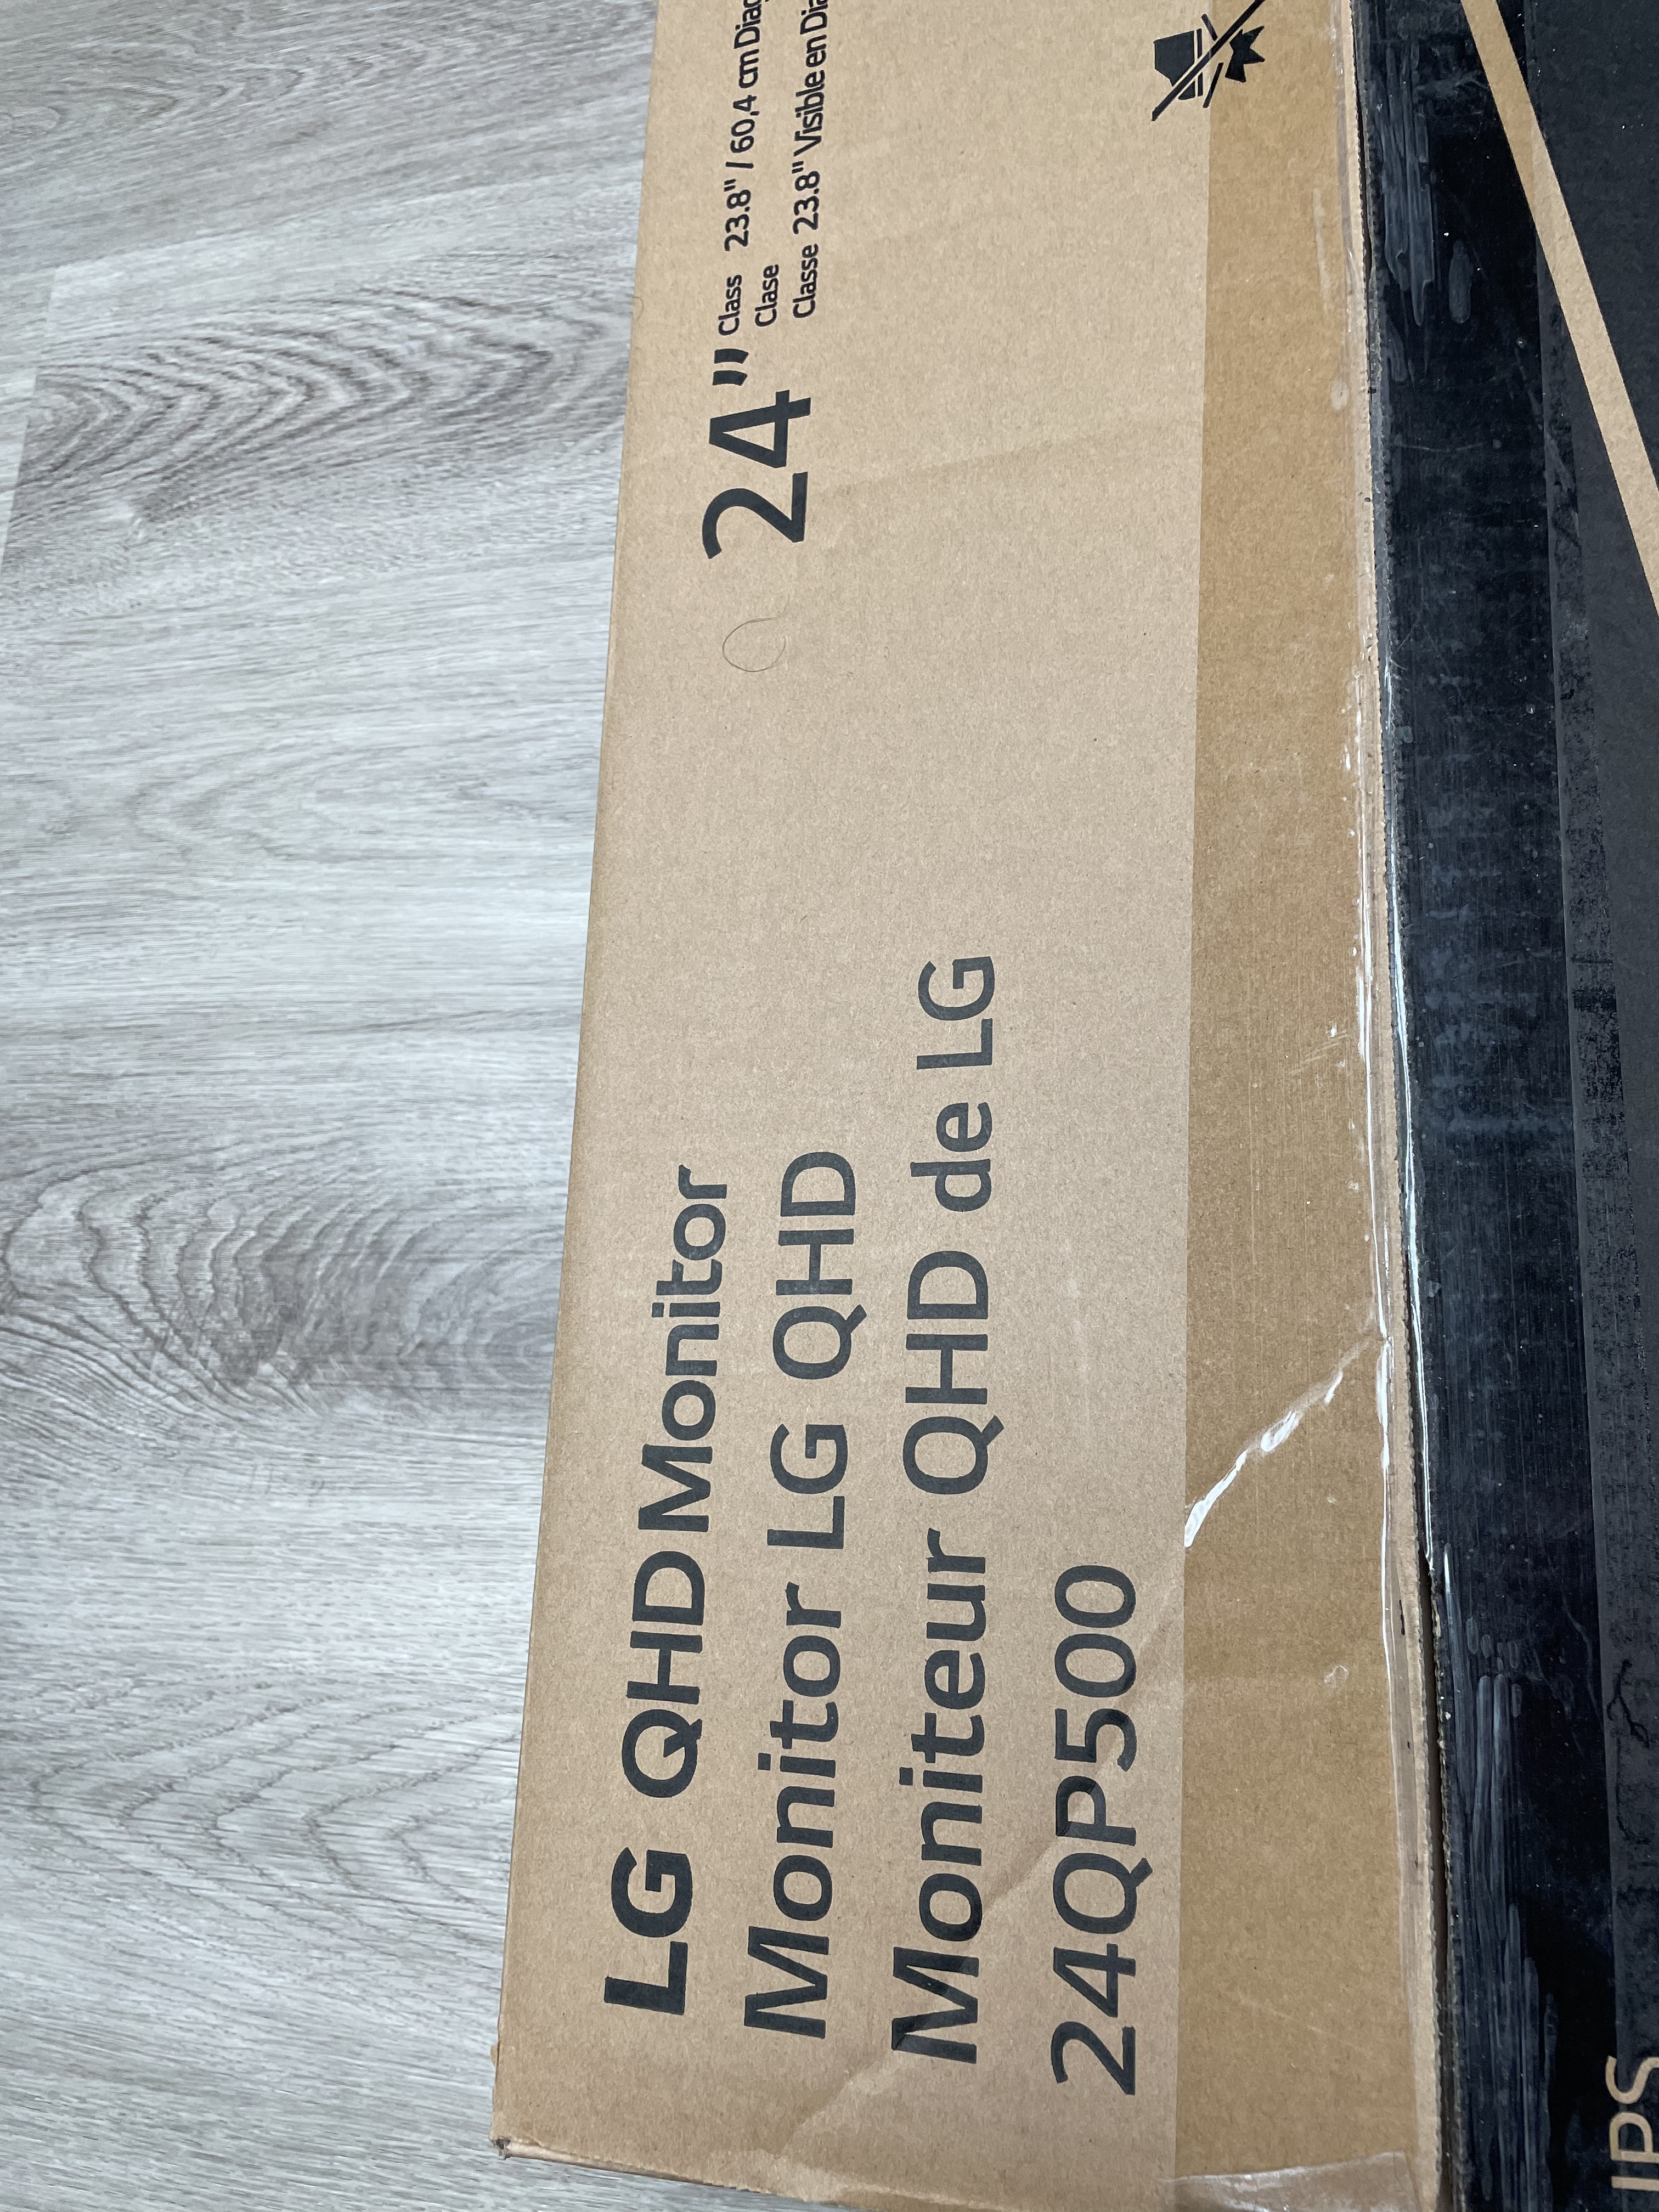 LG QHD Monitor
Monitor LG QHD
Moniteur QHD de LG
24QP500
24"
Class 23.8" / 60,4 cm
Clase
Classe 23.8" Visible en
IPS